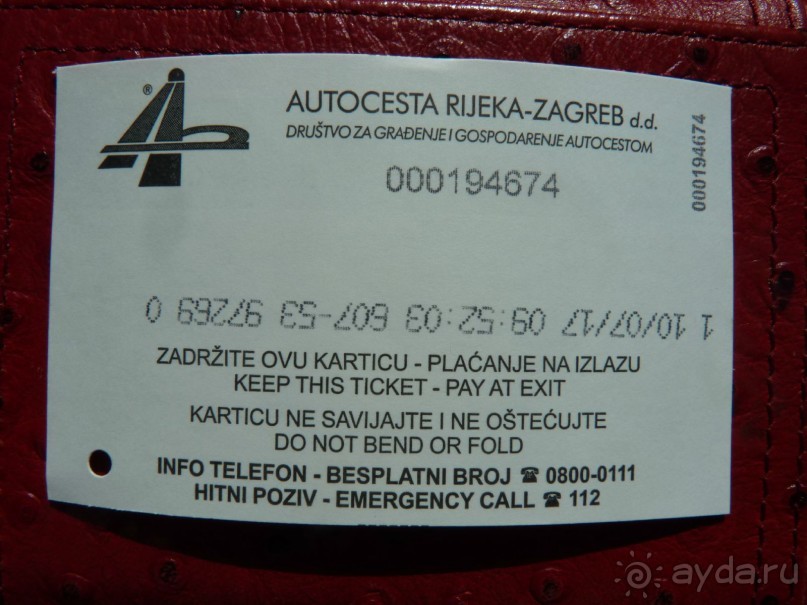 ®
AUTOCESTA RIJEKA-ZAGREB d.d.
DRUŠTVO ZA GRAĐENJE I GOSPODARENJE AUTOCESTOM
000194674
000194674
1 10/07/17 09:52:03 607-53 97269 0
ZADRŽITE OVU KARTICU - PLAĆANJE NA IZLAZU
KEEP THIS TICKET - PAY AT EXIT
KARTICU NE SAVIJAJTE I NE OŠTEĆUJTE
DO NOT BEND OR FOLD
INFO TELEFON - BESPLATNI BROJ ☎ 0800-0111
HITNI POZIV - EMERGENCY CALL ☎ 112
ayda.ru